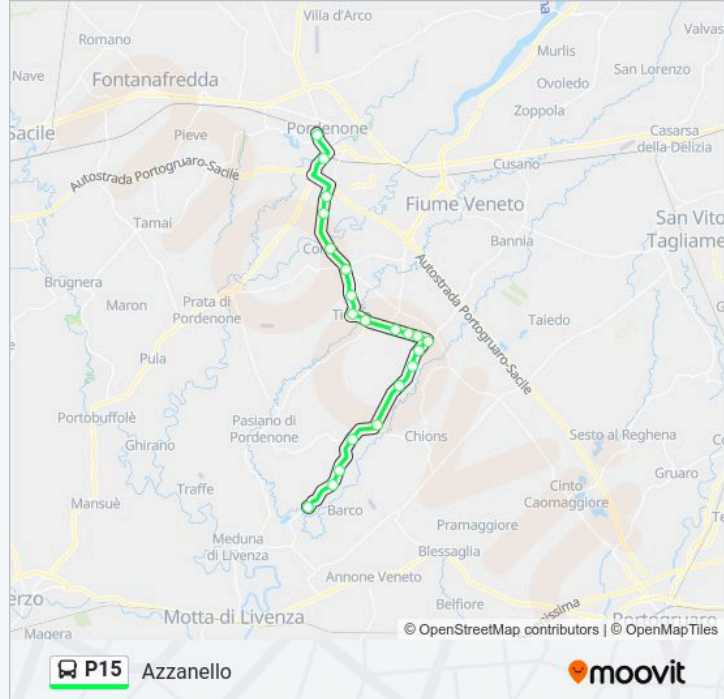 Villa d'Arco
Valvas
Romano
Murlis
San Lorenzo
Nave
Fontanafredda
Ovoledo
Zoppola
Sacile
Pieve
Pordenone
Casarsa
della Delizia
Cusano
Autostrada Portogruaro-Sacile
Fiume Veneto
San Vito
Tagliame
Tamai
Bannia
Cor
Brugnera
Maron
Prata di
Pordenone
Autostrada Portogruaro-Sacile
Taiedo
Pula
Portobuffolè
Pasiano di
Pordenone
Chions
Sesto al Reghena
Ghirano
Gruaro
Traffe
Cinto
Caomaggiore
Mansuè
Barco
Pramaggiore
Meduna
di Livenza
Blessaglia
Annone Veneto
erzo
Belfiore
Motta di Livenza
Magera
Portogruaro
© OpenStreetMap contributors | © OpenMapTiles
P15 Azzanello
moovit